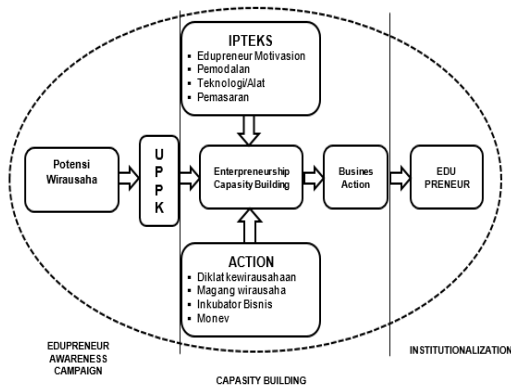 IPTEKS
Edupreneur Motivasion
Pemodalan
Teknologi/Alat
Pemasaran
Potensi
Wirausaha
U
P
P
K
Enterpreneurship
Capasity Building
Busines
Action
EDU
PRENEUR
ACTION
Diklat kewirausahaan
Magang wirausaha
Inkubator Bisnis
Monev
EDUPRENEUR
AWARENESS
CAMPAIGN
CAPASITY BUILDING
INSTITUTIONALIZATION